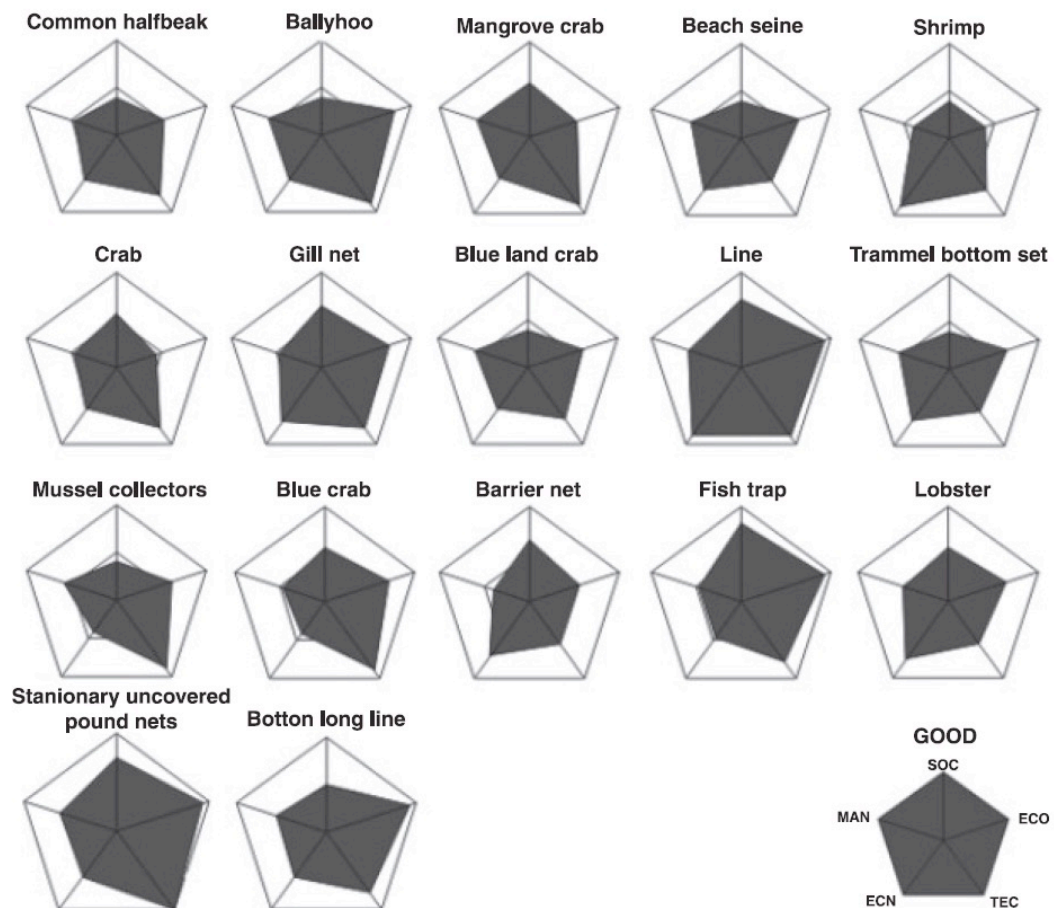 Common halfbeak
Ballyhoo
Mangrove crab
Beach seine
Shrimp
Crab
Gill net
Blue land crab
Line
Trammel bottom set
Mussel collectors
Blue crab
Barrier net
Fish trap
Lobster
Stanionary uncovered
pound nets
Botton long line
GOOD
SOC
MAN
ECO
ECN
TEC